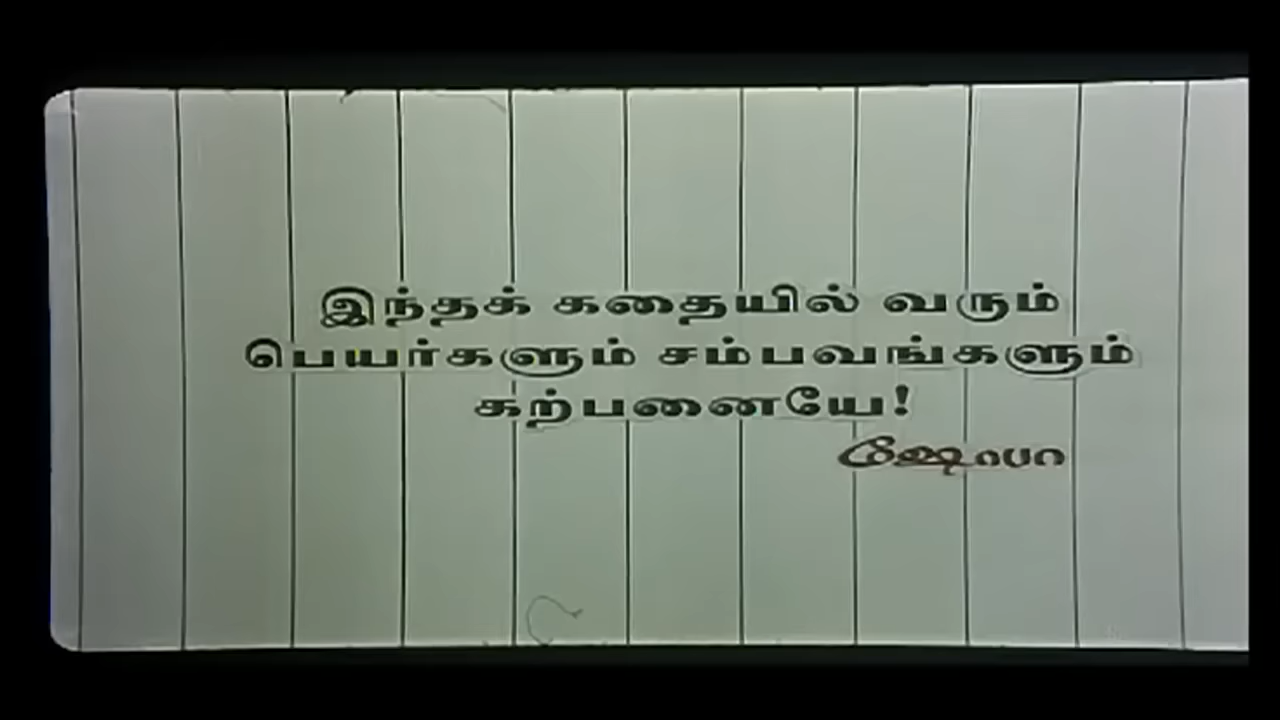 இந்தக் கதையில் வரும்
பெயர்களும் சம்பவங்களும்
கற்பனையே!
ஷோபா